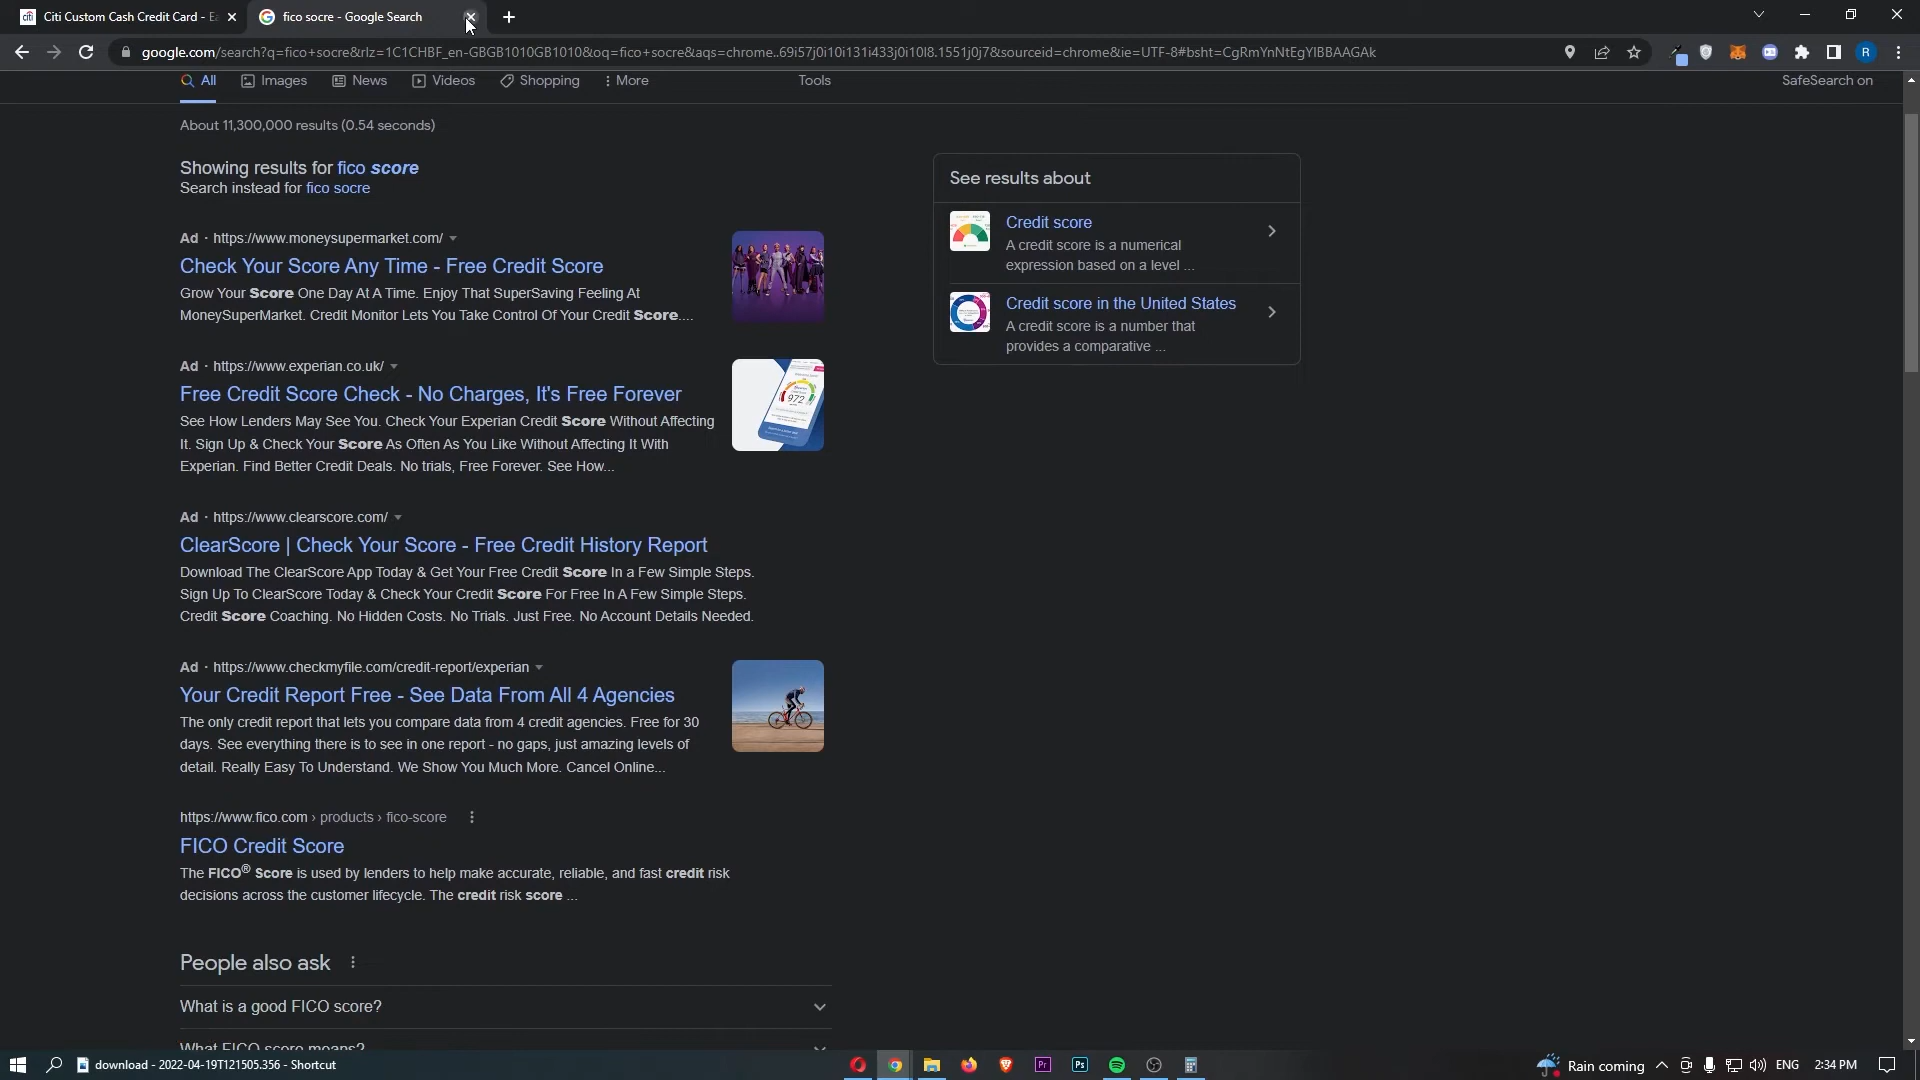 Citi Custom Cash Credit Card - Ea
fico socre - Google Search
google.com/search?q=fico+socre&rlz=1C1CHBF_en-GBGB1010GB1010&oq=fico+socre&aqs=chrome..69i57j0i10i131i433j0i10l8.1551j0j7&sourceid=chrome&ie=UTF-8#bsht=CgRmYnNtEgYIBBAAGAk
R
All Images News Videos Shopping More Tools SafeSearch on
About 11,300,000 results (0.54 seconds)
Showing results for fico score
Search instead for fico socre
Ad · https://www.moneysupermarket.com/
Check Your Score Any Time - Free Credit Score
Grow Your Score One Day At A Time. Enjoy That SuperSaving Feeling At
MoneySuperMarket. Credit Monitor Lets You Take Control Of Your Credit Score....
Ad · https://www.experian.co.uk/
Free Credit Score Check - No Charges, It's Free Forever
See How Lenders May See You. Check Your Experian Credit Score Without Affecting
It. Sign Up & Check Your Score As Often As You Like Without Affecting It With
Experian. Find Better Credit Deals. No trials, Free Forever. See How...
972
Ad · https://www.clearscore.com/
ClearScore | Check Your Score - Free Credit History Report
Download The ClearScore App Today & Get Your Free Credit Score In a Few Simple Steps.
Sign Up To ClearScore Today & Check Your Credit Score For Free In A Few Simple Steps.
Credit Score Coaching. No Hidden Costs. No Trials. Just Free. No Account Details Needed.
Ad · https://www.checkmyfile.com/credit-report/experian
Your Credit Report Free - See Data From All 4 Agencies
The only credit report that lets you compare data from 4 credit agencies. Free for 30
days. See everything there is to see in one report - no gaps, just amazing levels of
detail. Really Easy To Understand. We Show You Much More. Cancel Online...
https://www.fico.com › products › fico-score
FICO Credit Score
The FICO® Score is used by lenders to help make accurate, reliable, and fast credit risk
decisions across the customer lifecycle. The credit risk score ...
People also ask
What is a good FICO score?
What FICO score means?
See results about
Credit score
A credit score is a numerical
expression based on a level ...
Credit score in the United States
A credit score is a number that
provides a comparative ...
download - 2022-04-19T121505.356 - Shortcut
Pr
Ps
Rain coming
ENG
2:34 PM